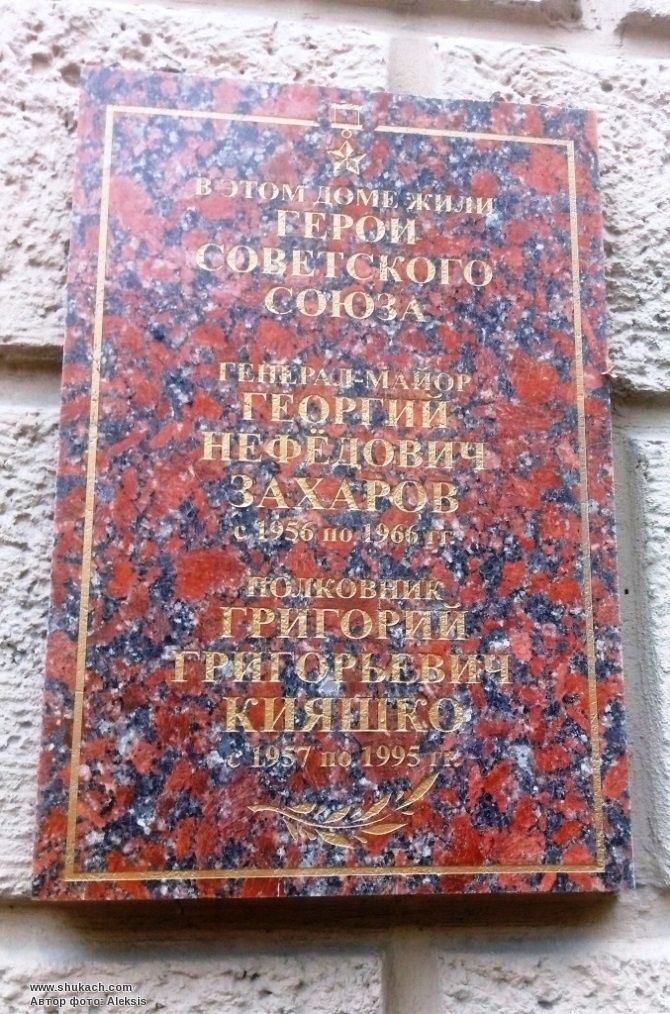 В ЭТОМ ДОМЕ ЖИЛИ
ГЕРОИ
СОВЕТСКОГО
СОЮЗА
ГЕНЕРАЛ-МАЙОР
ГЕОРГИЙ
НЕФЁДОВИЧ
ЗАХАРОВ
с 1956 по 1966 гг.
ПОЛКОВНИК
ГРИГОРИЙ
ГРИГОРЬЕВИЧ
КИЯШКО
с 1957 по 1995 гг.
www.shukach.com
Автор фото: Aleksis